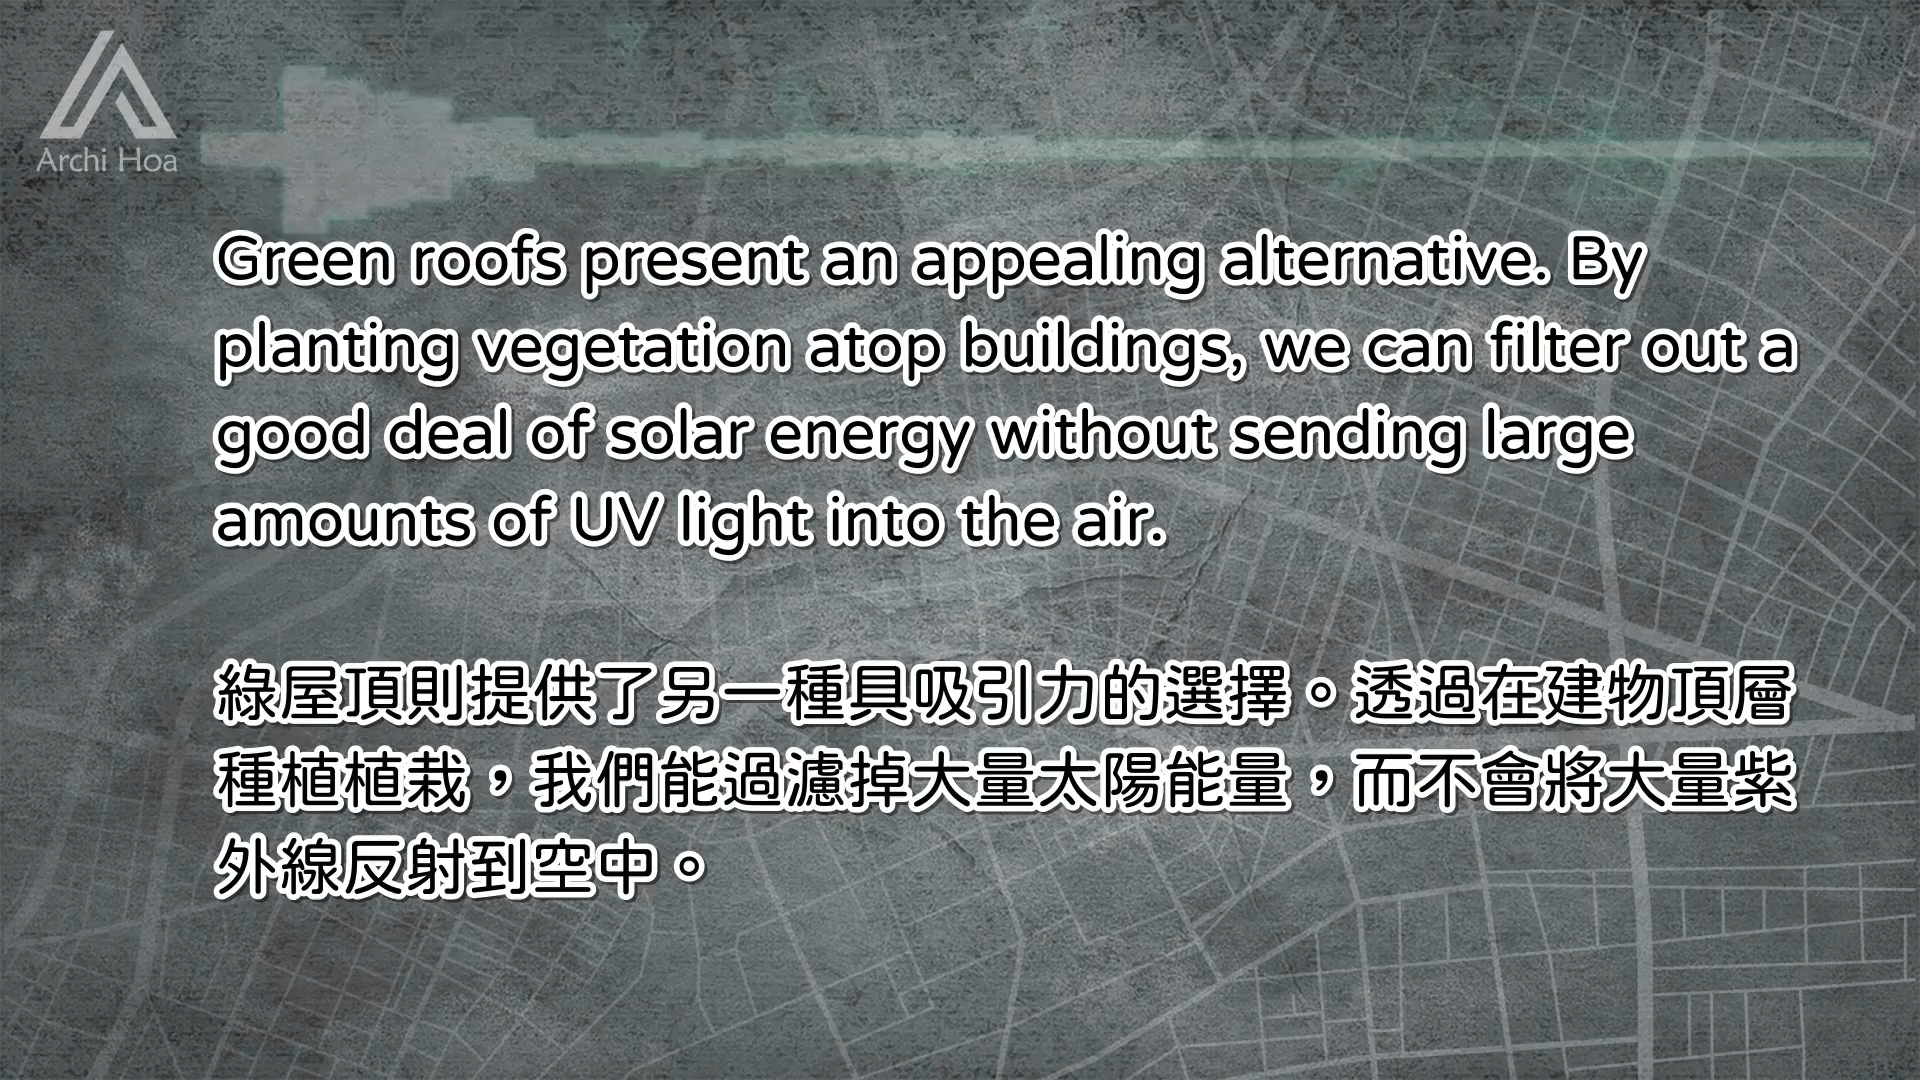 Archi Hoa
Green roofs present an appealing alternative. By
planting vegetation atop buildings, we can filter out a
good deal of solar energy without sending large
amounts of UV light into the air.
綠屋頂則提供了另一種具吸引力的選擇。透過在建物頂層
種植植栽，我們能過濾掉大量太陽能量，而不會將大量紫
外線反射到空中。